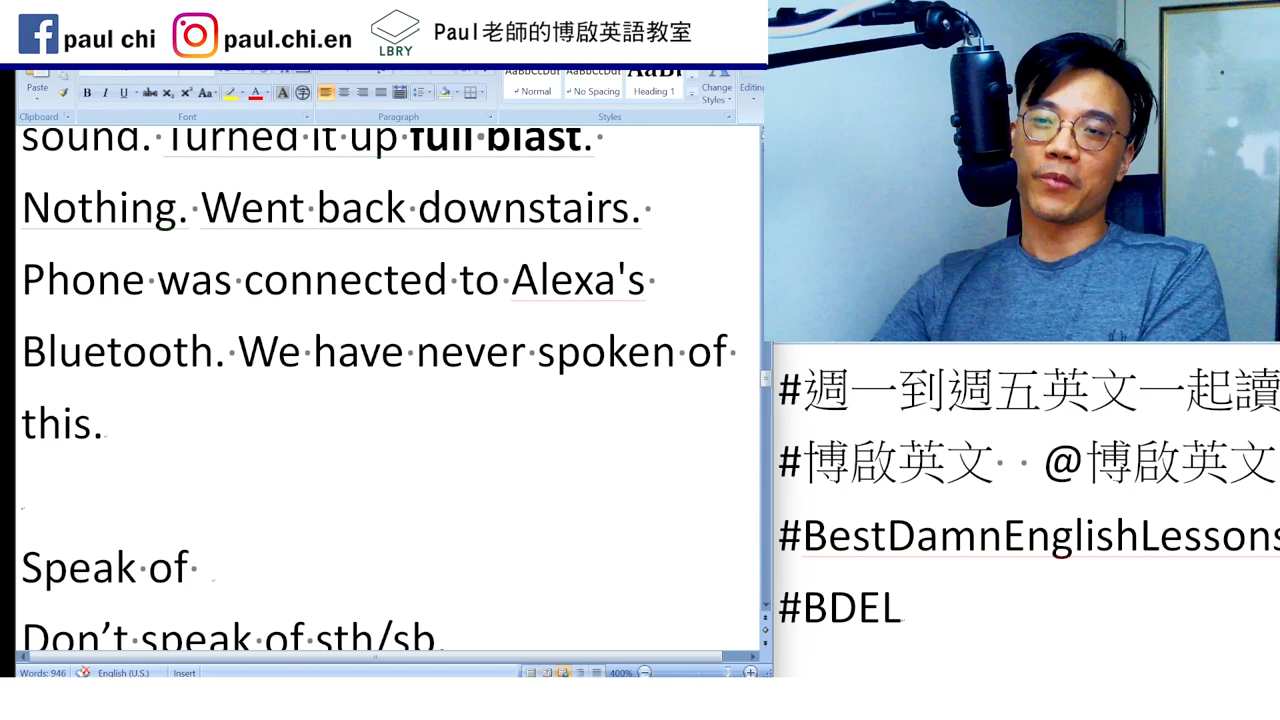 paul chi
paul.chi.en
LBRY
Paul老師的博啟英語教室
Paste
Clipboard
Font
Paragraph
AaBbCcDd
AaBbCcDd
Normal
No Spacing
Heading 1
Change
Styles
Styles
Editing
sound. Turned it up full blast.
Nothing. Went back downstairs.
Phone was connected to Alexa's
Bluetooth. We have never spoken of
this.
Speak of
Don't speak of sth/sb.
Words: 946
English (U.S.)
Insert
400%
#週一到週五英文一起讀
#博啟英文 @博啟英文
#BestDamnEnglishLessons
#BDEL